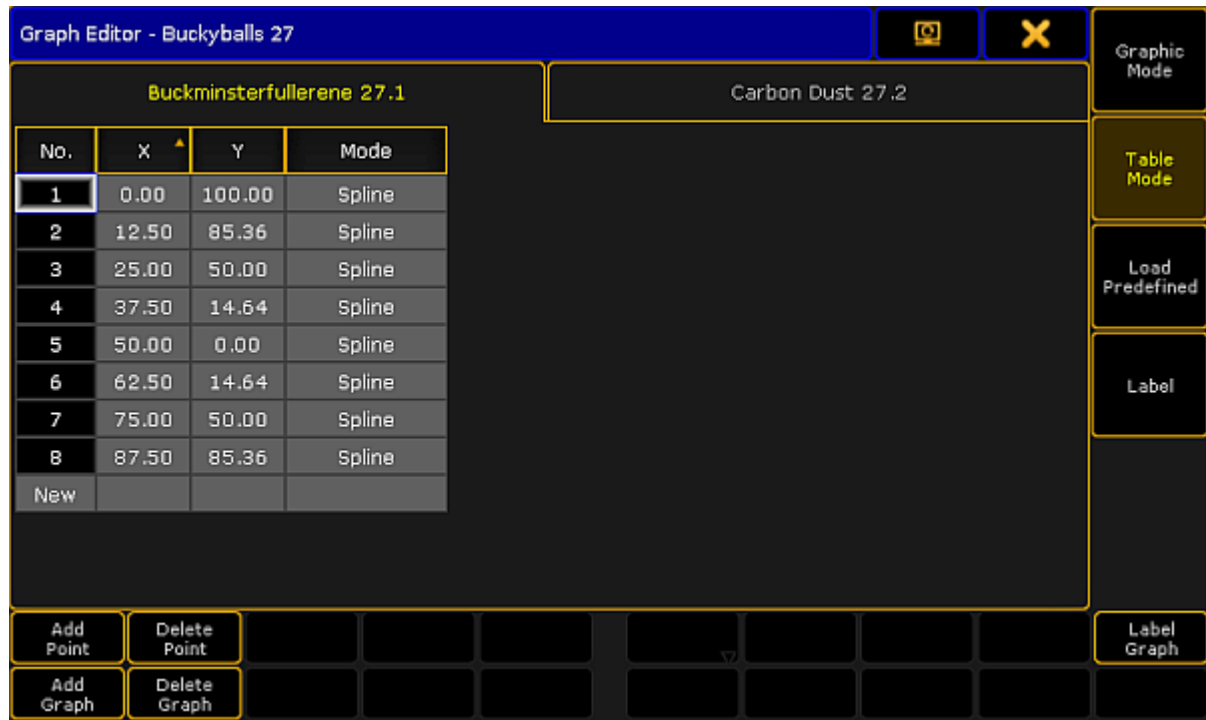 Graph Editor - Buckyballs 27
Graphic
Mode
Buckminsterfullerene 27.1
Carbon Dust 27.2
No. X Y Mode
1 0.00 100.00 Spline
2 12.50 85.36 Spline
3 25.00 50.00 Spline
4 37.50 14.64 Spline
5 50.00 0.00 Spline
6 62.50 14.64 Spline
7 75.00 50.00 Spline
8 87.50 85.36 Spline
New
Table
Mode
Load
Predefined
Label
Add
Point
Delete
Point
Label
Graph
Add
Graph
Delete
Graph